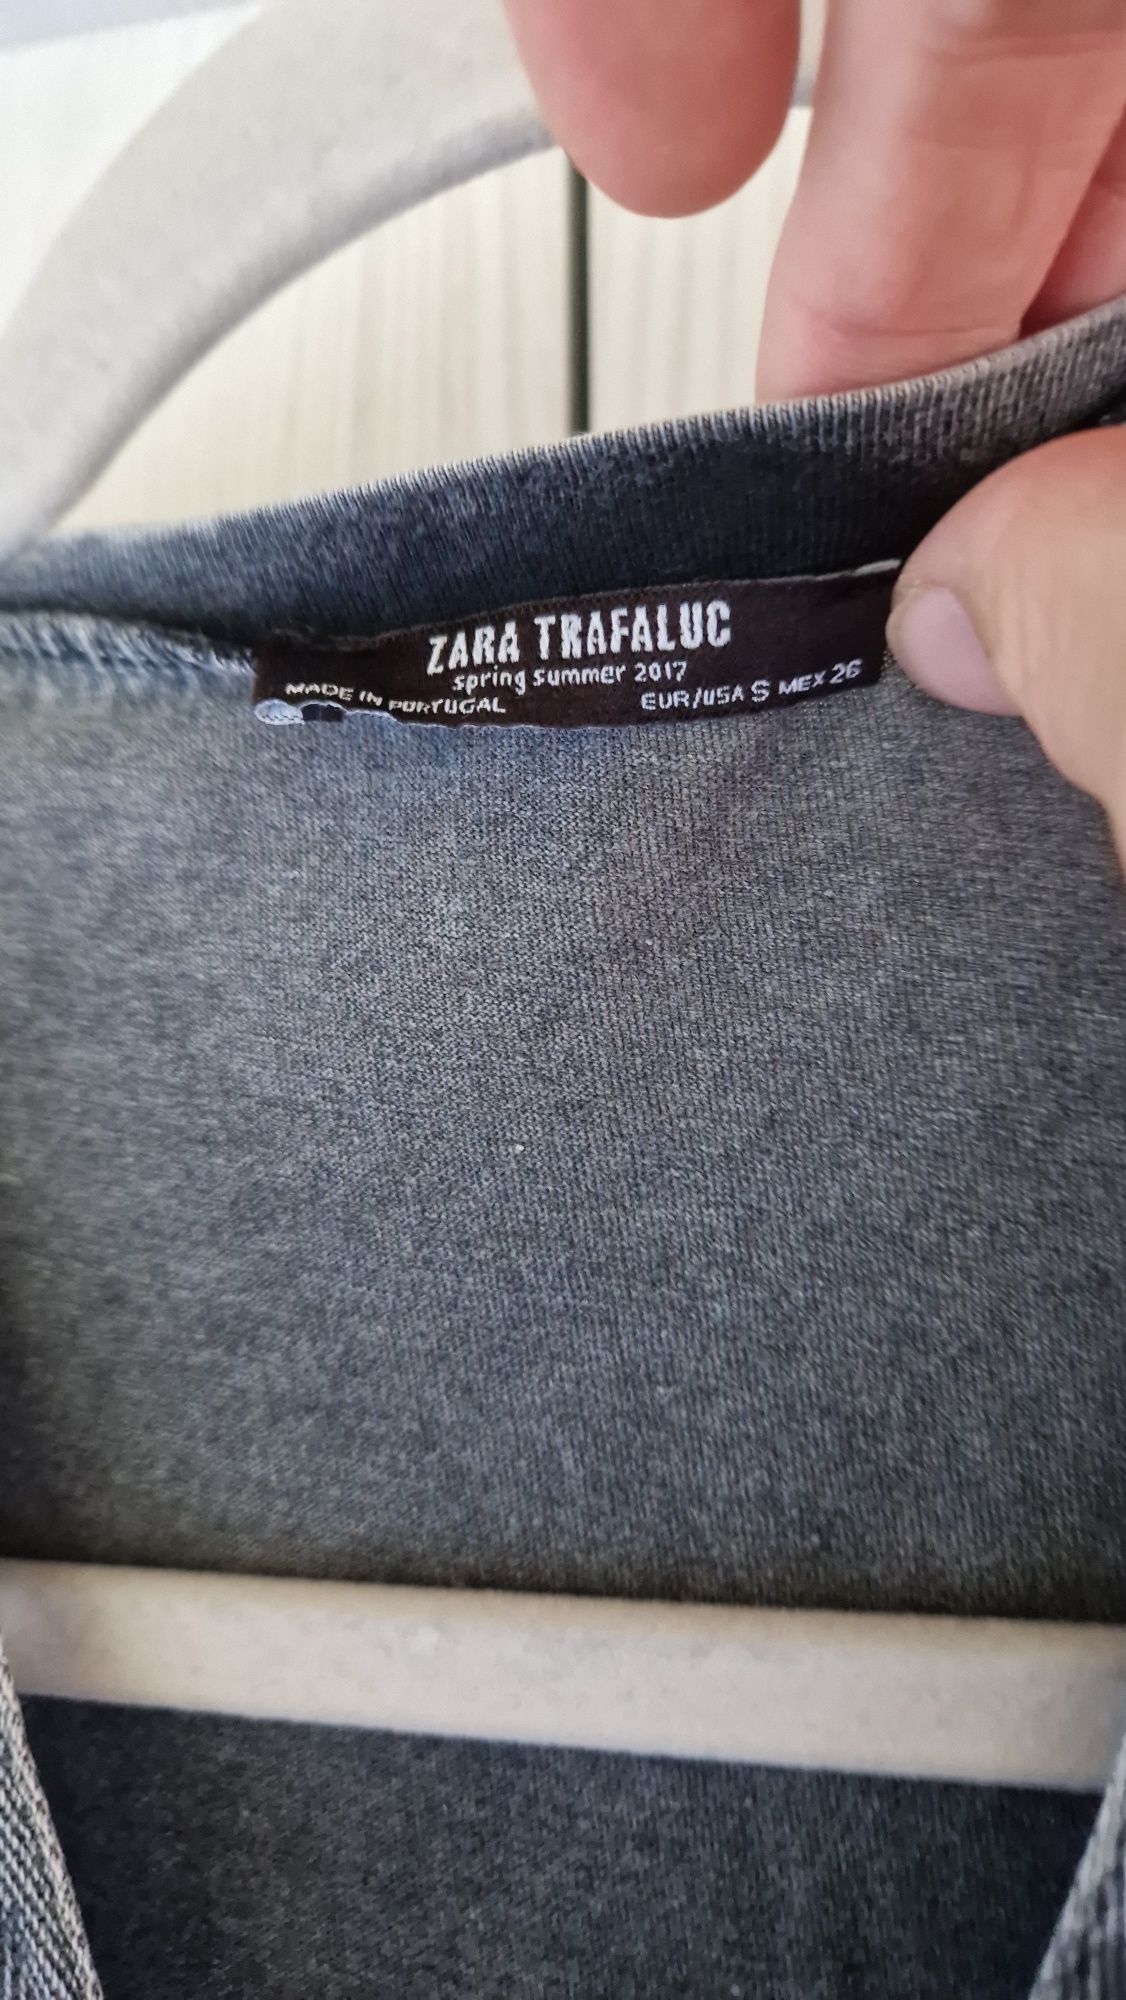 ZARA TRAFALUC
spring summer 2017
MADE IN PORTUGAL EUR/USA S MEX 26